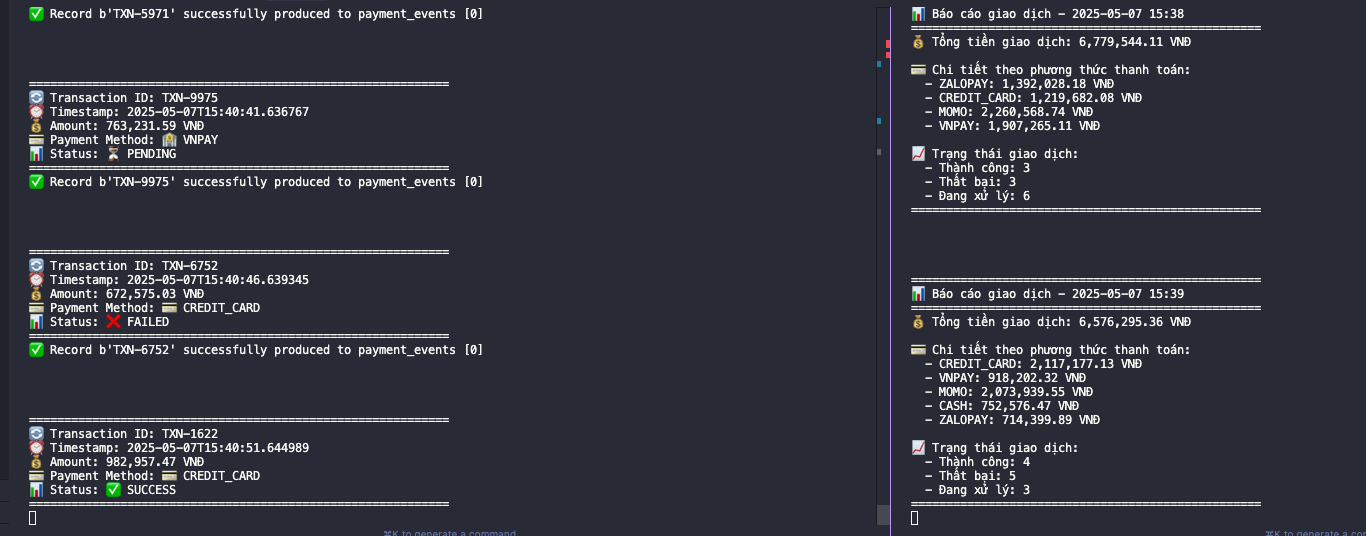 ✅ Record b'TXN-5971' successfully produced to payment_events [0]
============================================================
🔄 Transaction ID: TXN-9975
⏰ Timestamp: 2025-05-07T15:40:41.636767
💰 Amount: 763,231.59 VNĐ
💳 Payment Method: 🏦 VNPAY
📊 Status: ⏳ PENDING
============================================================
✅ Record b'TXN-9975' successfully produced to payment_events [0]
============================================================
🔄 Transaction ID: TXN-6752
⏰ Timestamp: 2025-05-07T15:40:46.639345
💰 Amount: 672,575.03 VNĐ
💳 Payment Method: 💳 CREDIT_CARD
📊 Status: ❌ FAILED
============================================================
✅ Record b'TXN-6752' successfully produced to payment_events [0]
============================================================
🔄 Transaction ID: TXN-1622
⏰ Timestamp: 2025-05-07T15:40:51.644989
💰 Amount: 982,957.47 VNĐ
💳 Payment Method: 💳 CREDIT_CARD
📊 Status: ✅ SUCCESS
============================================================
⌘K to generate a command
📊 Báo cáo giao dịch - 2025-05-07 15:38
==================================================
💰 Tổng tiền giao dịch: 6,779,544.11 VNĐ
💳 Chi tiết theo phương thức thanh toán:
- ZALOPAY: 1,392,028.18 VNĐ
- CREDIT_CARD: 1,219,682.08 VNĐ
- MOMO: 2,260,568.74 VNĐ
- VNPAY: 1,907,265.11 VNĐ
📈 Trạng thái giao dịch:
- Thành công: 3
- Thất bại: 3
- Đang xử lý: 6
==================================================
==================================================
📊 Báo cáo giao dịch - 2025-05-07 15:39
==================================================
💰 Tổng tiền giao dịch: 6,576,295.36 VNĐ
💳 Chi tiết theo phương thức thanh toán:
- CREDIT_CARD: 2,117,177.13 VNĐ
- VNPAY: 918,202.32 VNĐ
- MOMO: 2,073,939.55 VNĐ
- CASH: 752,576.47 VNĐ
- ZALOPAY: 714,399.89 VNĐ
📈 Trạng thái giao dịch:
- Thành công: 4
- Thất bại: 5
- Đang xử lý: 3
==================================================
⌘K to generate a